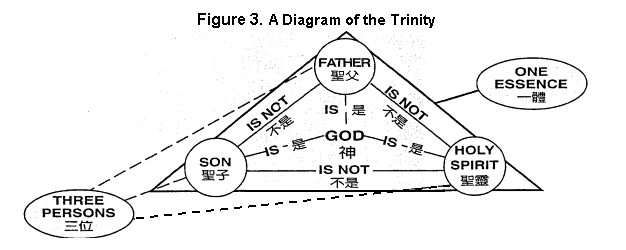 Figure 3. A Diagram of the Trinity
FATHER
聖父
ONE
ESSENCE
一體
IS NOT
不是
IS NOT
不是
IS 是
GOD
神
IS 是
IS 是
SON
聖子
HOLY
SPIRIT
聖靈
IS NOT
不是
THREE
PERSONS
三位